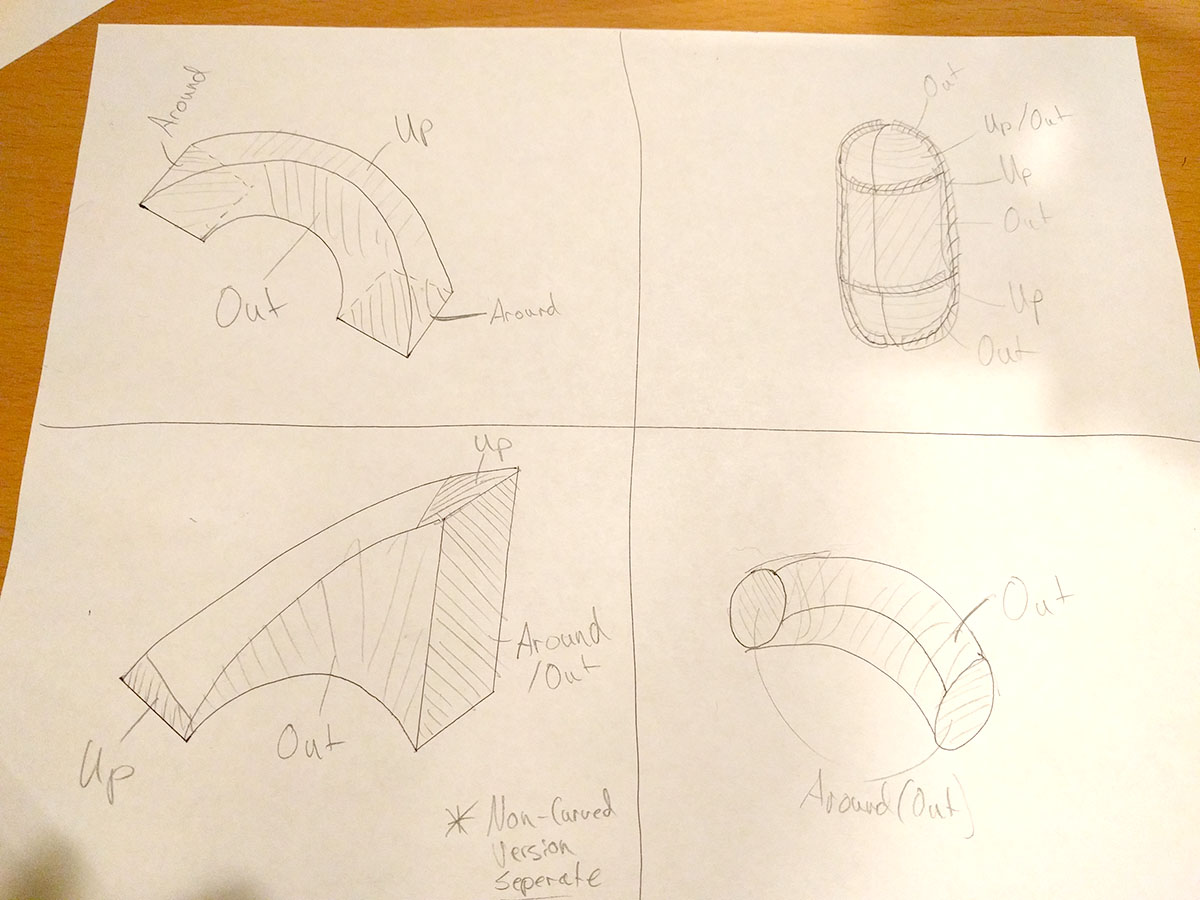 Around
Up
Out
Around
Out
Up/Out
Up
Out
Up
Out
Up
Up
Out
Around
/Out
* Non-Curved
Version
seperate
Out
Around(Out)